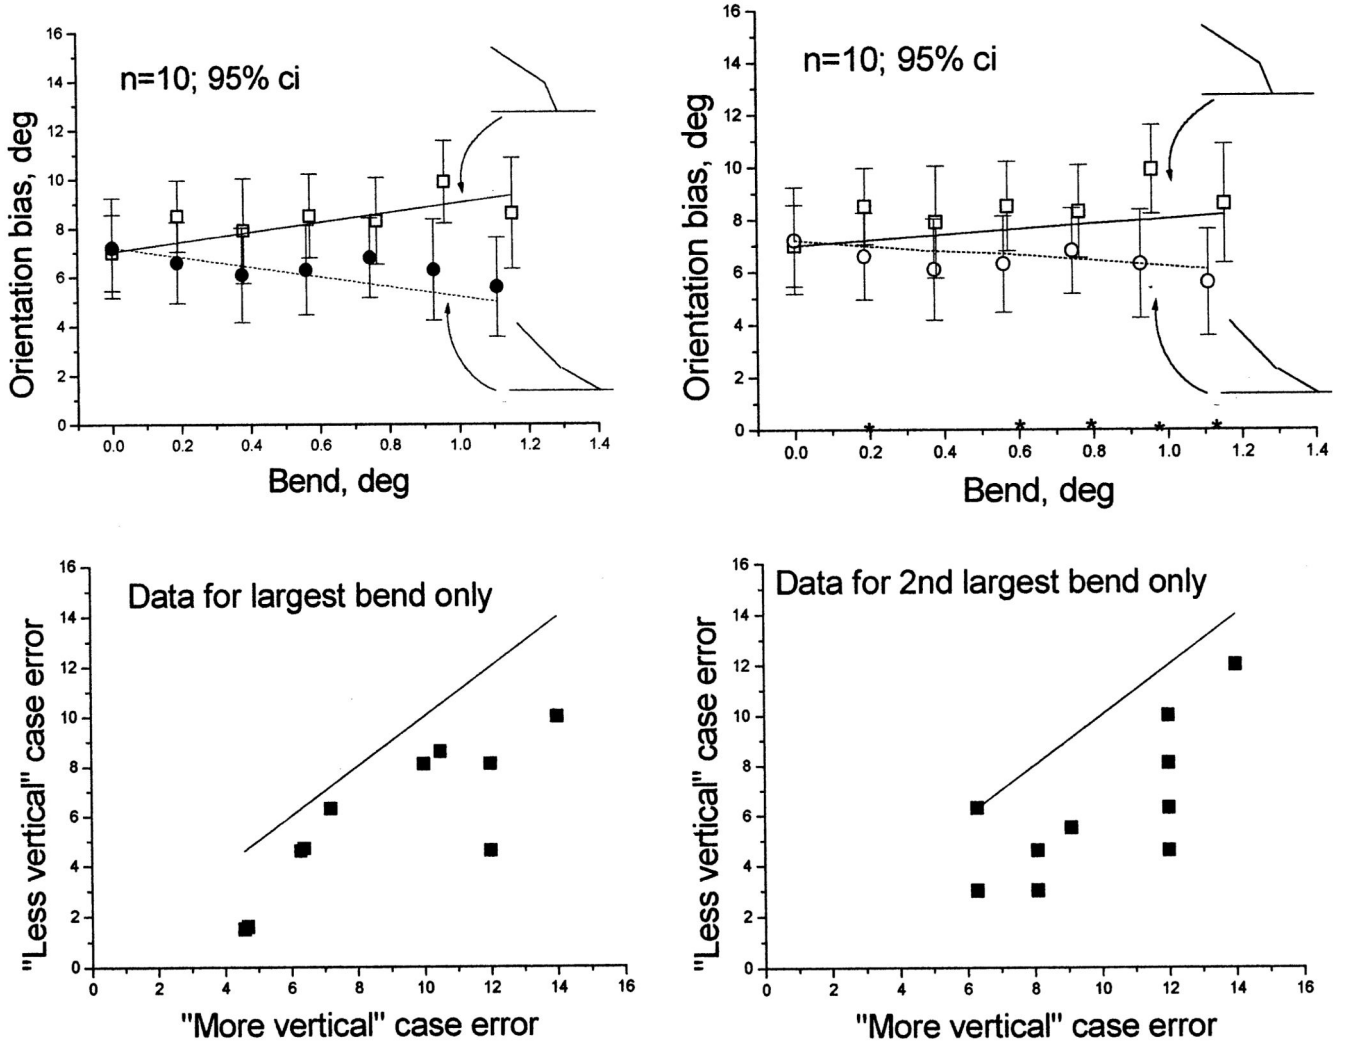 n=10; 95% ci
Orientation bias, deg
16
14
12
10
8
6
4
2
0
0.0 0.2 0.4 0.6 0.8 1.0 1.2 1.4
Bend, deg
n=10; 95% ci
Orientation bias, deg
16
14
12
10
8
6
4
2
0
* * * * *
0.0 0.2 0.4 0.6 0.8 1.0 1.2 1.4
Bend, deg
Data for largest bend only
"Less vertical" case error
16
14
12
10
8
6
4
2
0
0 2 4 6 8 10 12 14 16
"More vertical" case error
Data for 2nd largest bend only
"Less vertical" case error
16
14
12
10
8
6
4
2
0
0 2 4 6 8 10 12 14 16
"More vertical" case error